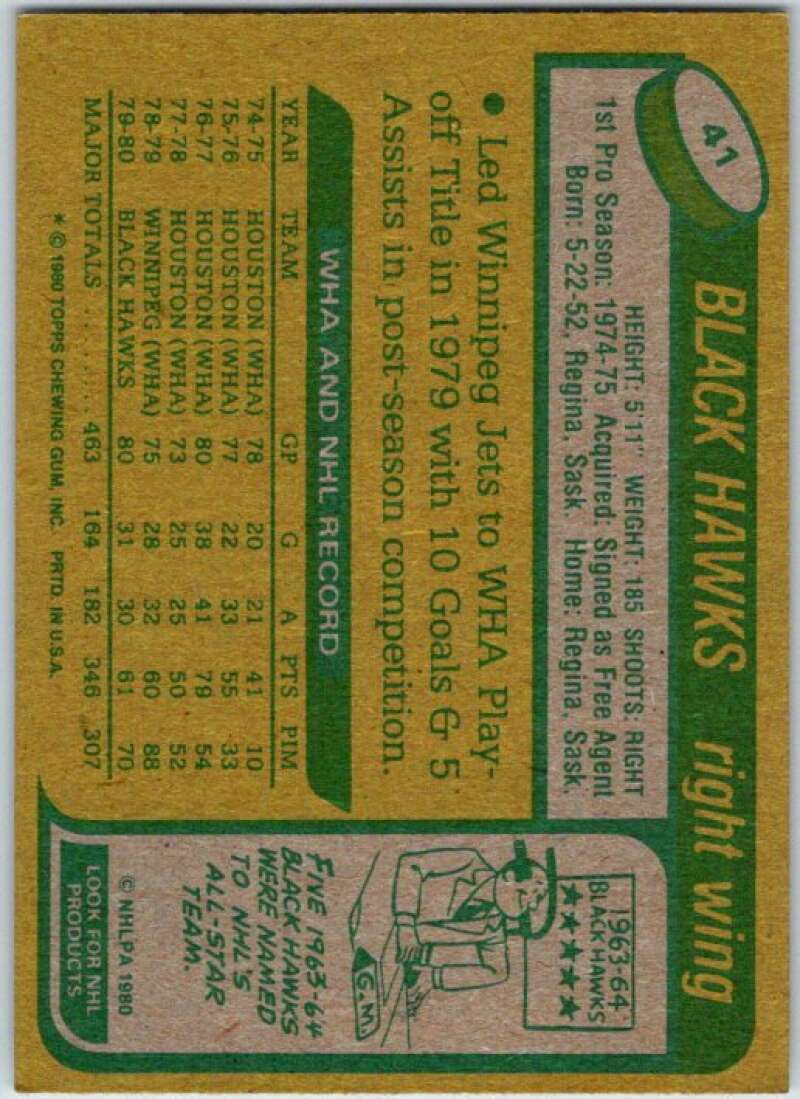 41
BLACK HAWKS right wing
HEIGHT: 5'11" WEIGHT: 185 SHOOTS: RIGHT
1st Pro Season: 1974-75 Acquired: Signed as Free Agent
Born: 5-22-52, Regina, Sask. Home: Regina, Sask.
● Led Winnipeg Jets to WHA Play-
off Title in 1979 with 10 Goals & 5
Assists in post-season competition.
WHA AND NHL RECORD
YEAR TEAM GP G A PTS PIM
74-75 HOUSTON (WHA) 78 20 21 41 10
75-76 HOUSTON (WHA) 77 22 33 55 33
76-77 HOUSTON (WHA) 80 38 41 79 54
77-78 HOUSTON (WHA) 73 25 25 50 52
78-79 WINNIPEG (WHA) 75 28 32 60 88
79-80 BLACK HAWKS 80 31 30 61 70
MAJOR TOTALS .......... 463 164 182 346 307
* © 1980 TOPPS CHEWING GUM, INC. PRTD. IN U.S.A.
1963-64
BLACK HAWKS
★★★★★
G.M.
FIVE 1963-64
BLACK HAWKS
WERE NAMED
TO NHL'S
ALL-STAR
TEAM.
© NHLPA 1980
LOOK FOR NHL
PRODUCTS